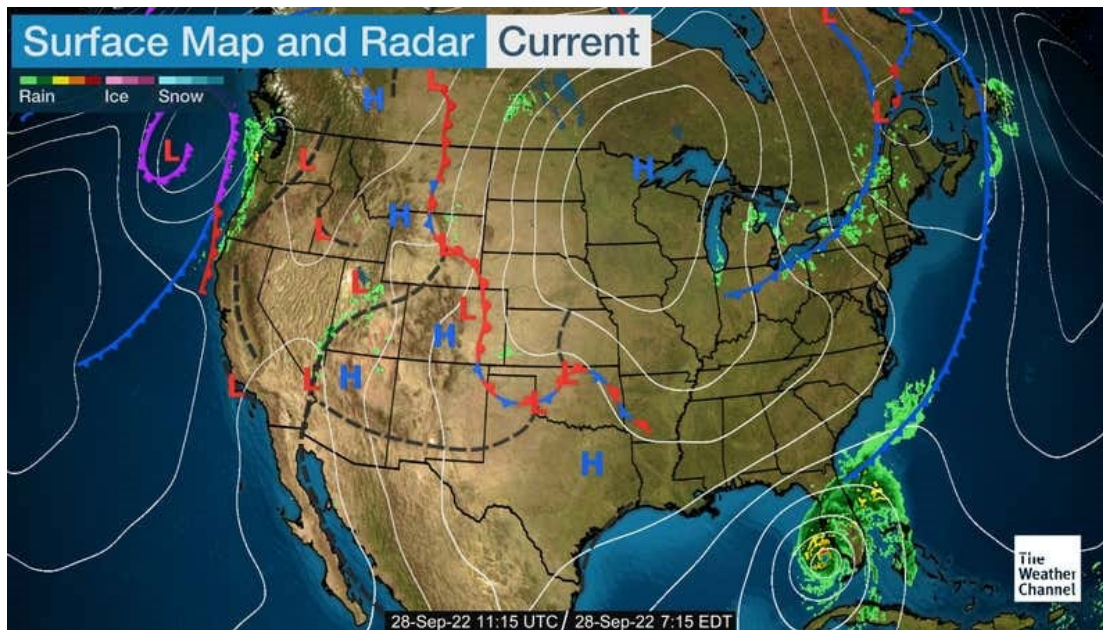 Surface Map and Radar Current
Rain Ice Snow
L L
L
H
H
L
L
H
L
H
L
L
L
H
L
H
L
L
L
H
The
Weather
Channel
28-Sep-22 11:15 UTC / 28-Sep-22 7:15 EDT